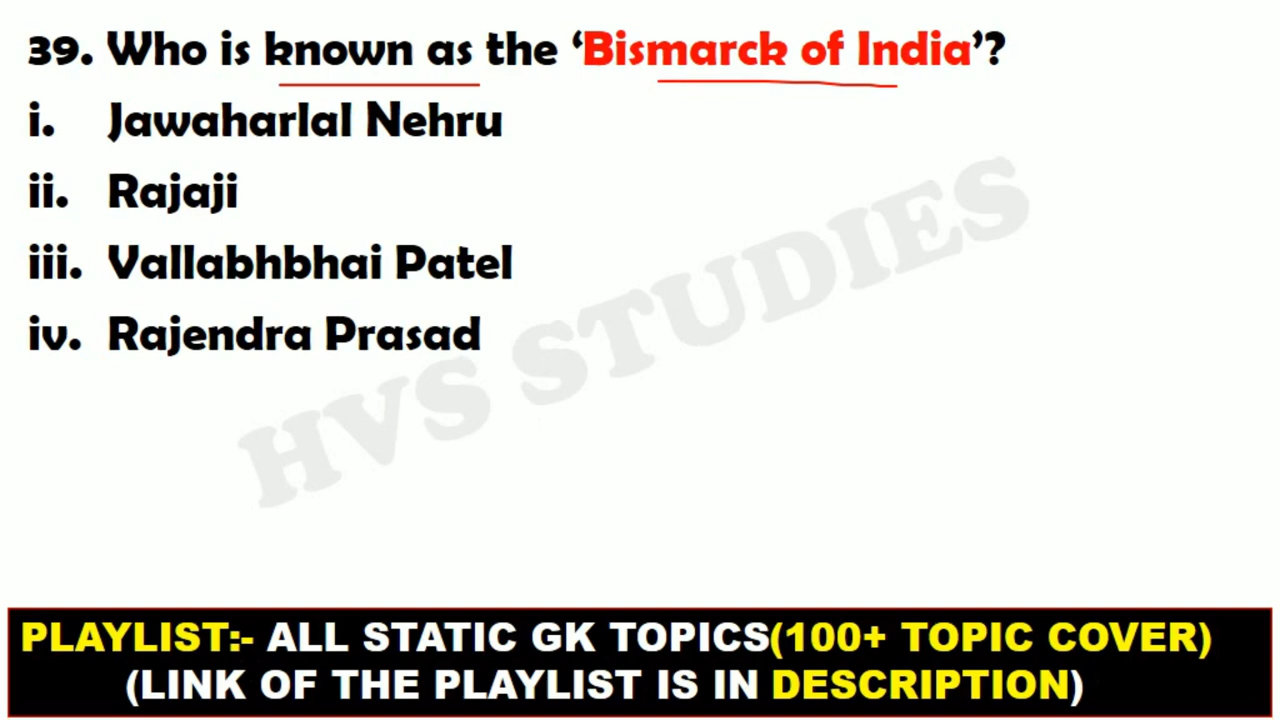 39. Who is known as the ‘Bismarck of India’?
i. Jawaharlal Nehru
ii. Rajaji
iii. Vallabhbhai Patel
iv. Rajendra Prasad
HVS STUDIES
PLAYLIST:- ALL STATIC GK TOPICS(100+ TOPIC COVER)
(LINK OF THE PLAYLIST IS IN DESCRIPTION)